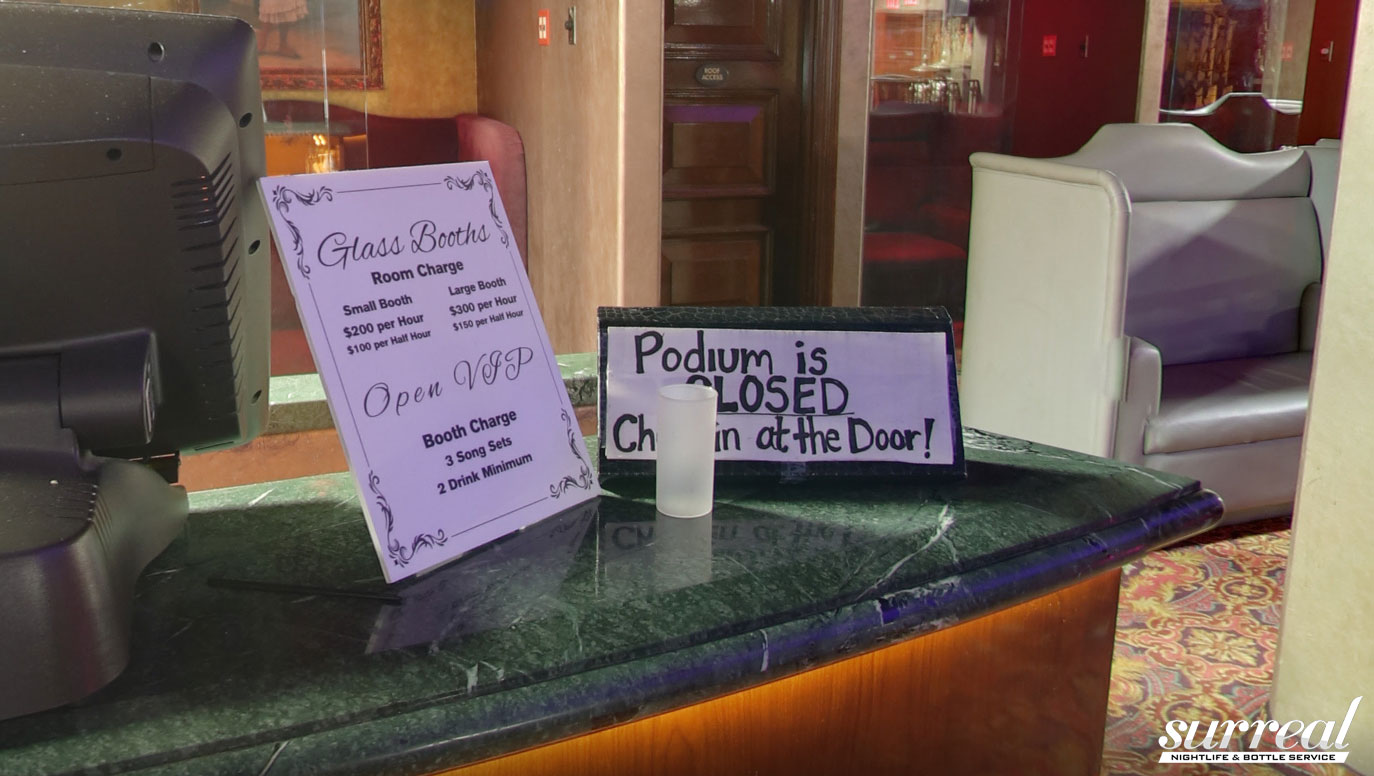 ROOF
ACCESS
Glass Booths
Room Charge
Small Booth
$200 per Hour
$100 per Half Hour
Large Booth
$300 per Hour
$150 per Half Hour
Open VIP
Booth Charge
3 Song Sets
2 Drink Minimum
Podium is
CLOSED
Ch in at the Door!
surreal
NIGHTLIFE & BOTTLE SERVICE